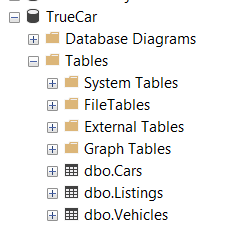 TrueCar
Database Diagrams
Tables
System Tables
FileTables
External Tables
Graph Tables
dbo.Cars
dbo.Listings
dbo.Vehicles